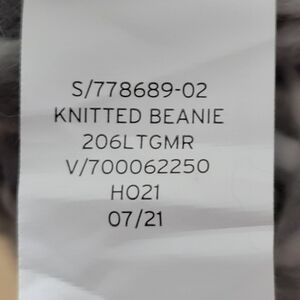 S/778689-02
KNITTED BEANIE
206LTGMR
V/700062250
HO21
07/21